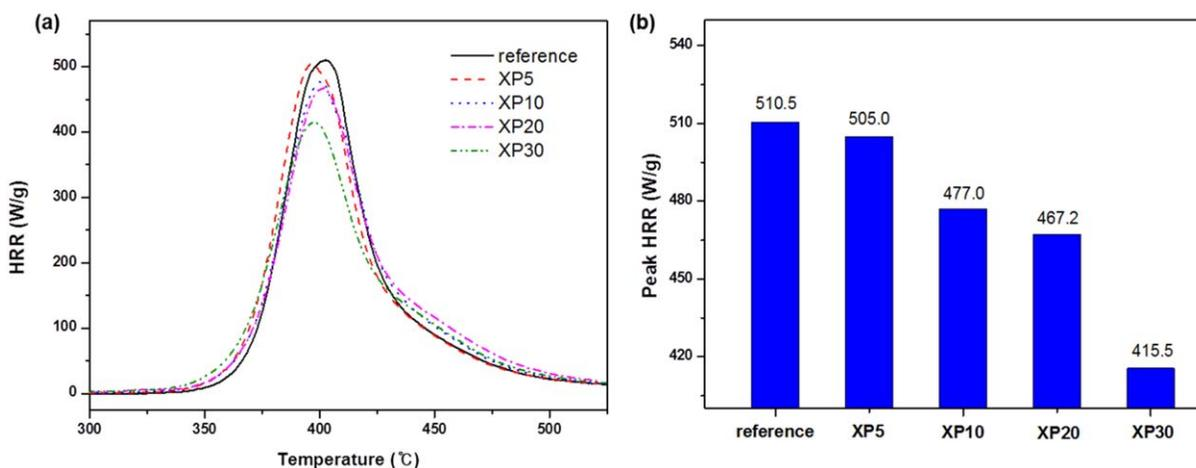 (a)
HRR (W/g)
500
400
300
200
100
0
300
350
400
450
500
Temperature (℃)
reference
XP5
XP10
XP20
XP30
(b)
Peak HRR (W/g)
540
510
480
450
420
510.5
505.0
477.0
467.2
415.5
reference
XP5
XP10
XP20
XP30